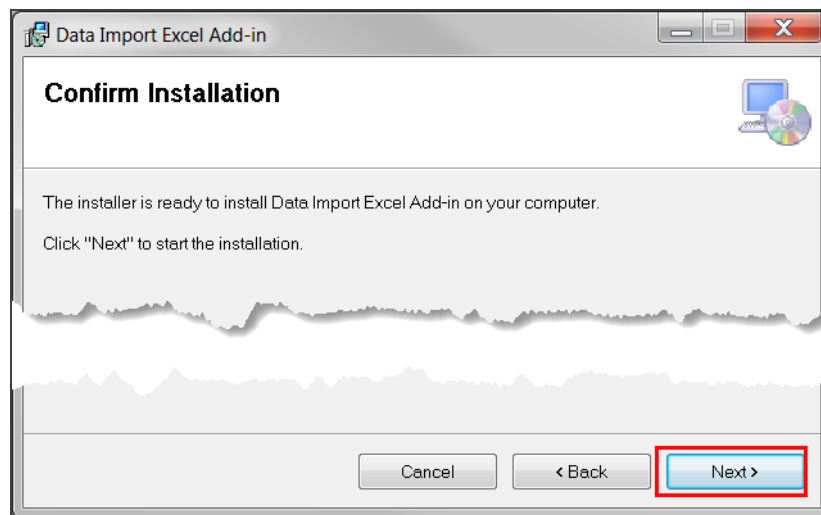 Data Import Excel Add-in
Confirm Installation
The installer is ready to install Data Import Excel Add-in on your computer.
Click "Next" to start the installation.
Cancel
< Back
Next >